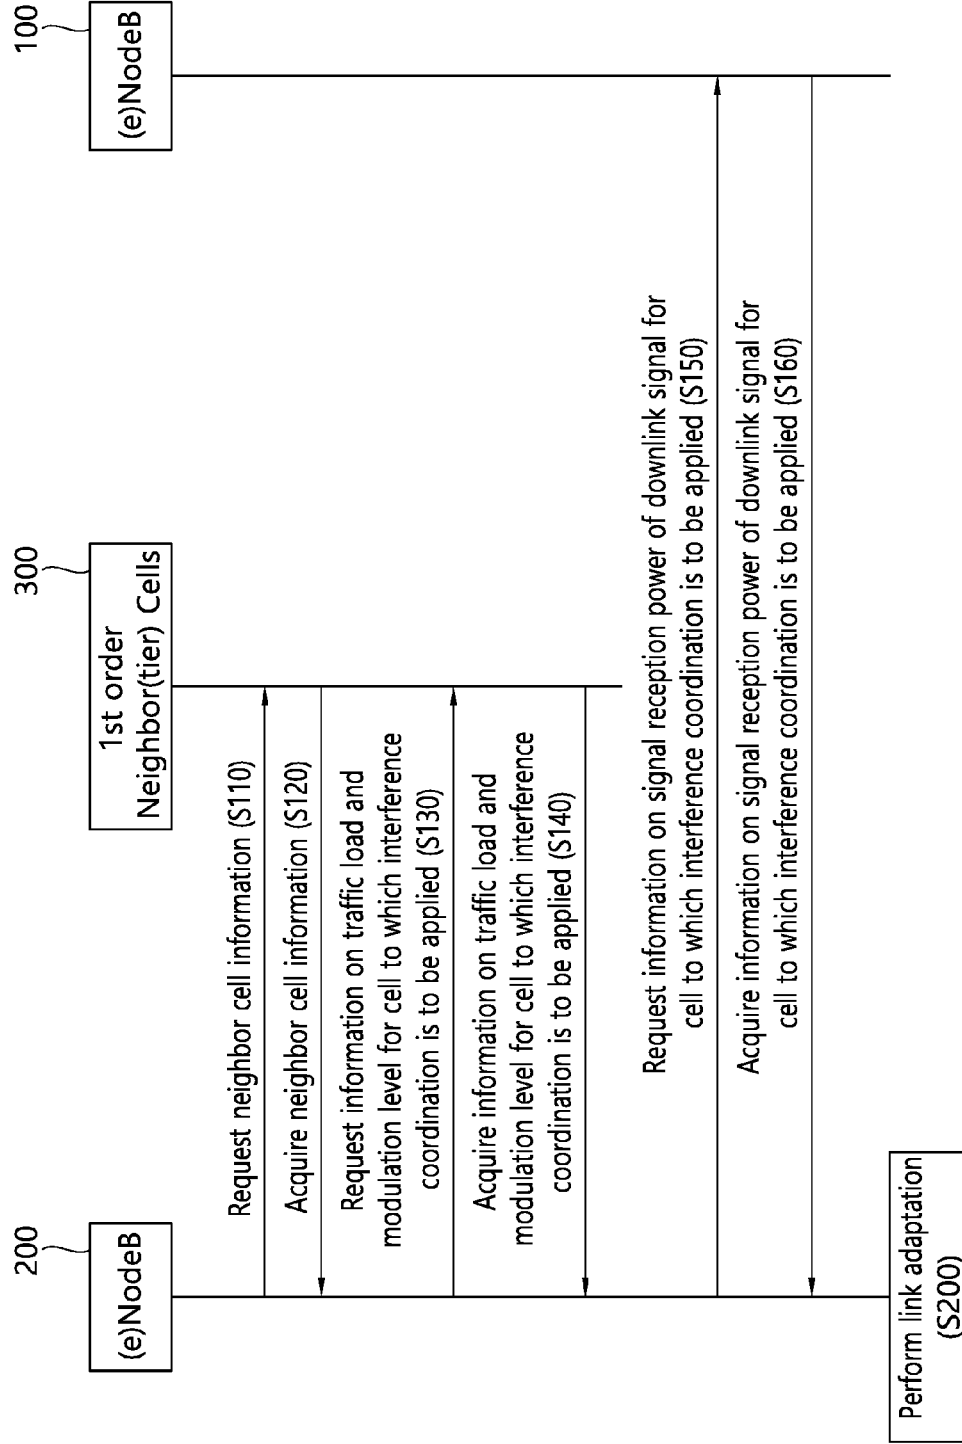 200
(e)NodeB
300
1st order
Neighbor(tier) Cells
100
(e)NodeB
Request neighbor cell information (S110)
Acquire neighbor cell information (S120)
Request information on traffic load and
modulation level for cell to which interference
coordination is to be applied (S130)
Acquire information on traffic load and
modulation level for cell to which interference
coordination is to be applied (S140)
Request information on signal reception power of downlink signal for
cell to which interference coordination is to be applied (S150)
Acquire information on signal reception power of downlink signal for
cell to which interference coordination is to be applied (S160)
Perform link adaptation
(S200)